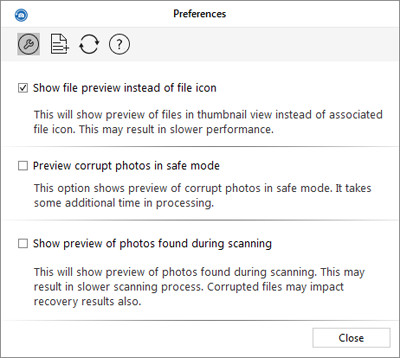 Preferences
?
Show file preview instead of file icon
This will show preview of files in thumbnail view instead of associated
file icon. This may result in slower performance.
Preview corrupt photos in safe mode
This option shows preview of corrupt photos in safe mode. It takes
some additional time in processing.
Show preview of photos found during scanning
This will show preview of photos found during scanning. This may
result in slower scanning process. Corrupted files may impact
recovery results also.
Close